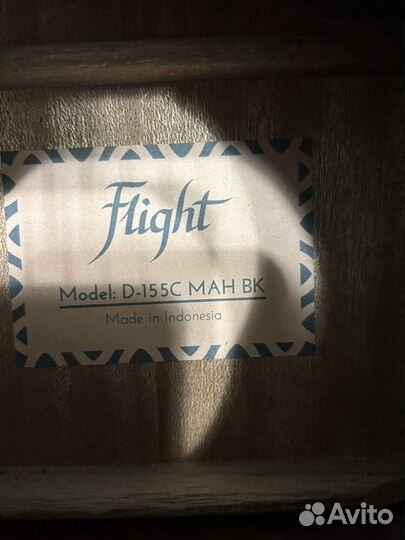 Flight
Model: D-155C MAH BK
Made in Indonesia
Avito